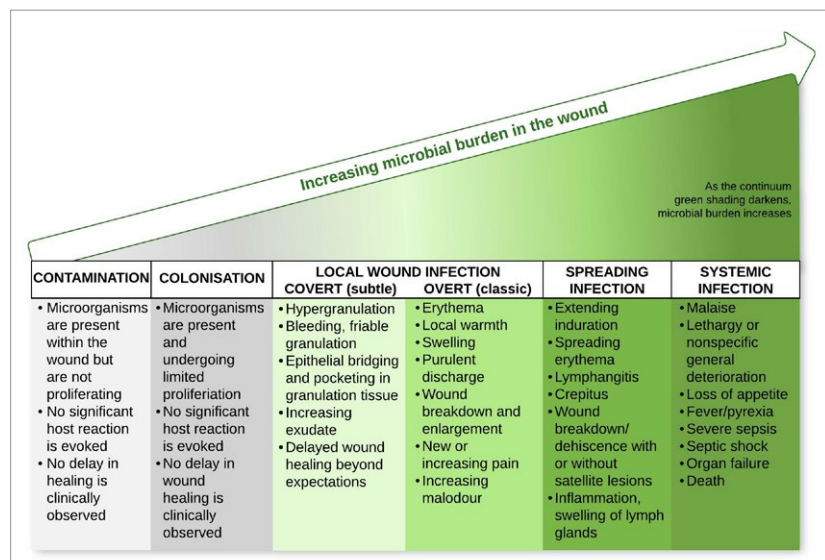 Increasing microbial burden in the wound
As the continuum
green shading darkens,
microbial burden increases
CONTAMINATION
• Microorganisms
are present
within the
wound but
are not
proliferating
• No significant
host reaction
is evoked
• No delay in
healing is
clinically
observed
COLONISATION
• Microorganisms
are present
and
undergoing
limited
proliferiation
• No significant
host reaction
is evoked
• No delay in
wound
healing is
clinically
observed
LOCAL WOUND INFECTION
COVERT (subtle)
• Hypergranulation
• Bleeding, friable
granulation
• Epithelial bridging
and pocketing in
granulation tissue
• Increasing
exudate
• Delayed wound
healing beyond
expectations
OVERT (classic)
• Erythema
• Local warmth
• Swelling
• Purulent
discharge
• Wound
breakdown and
enlargement
• New or
increasing pain
• Increasing
malodour
SPREADING
INFECTION
• Extending
induration
• Spreading
erythema
• Lymphangitis
• Crepitus
• Wound
breakdown/
dehiscence with
or without
satellite lesions
• Inflammation,
swelling of lymph
glands
SYSTEMIC
INFECTION
• Malaise
• Lethargy or
nonspecific
general
deterioration
• Loss of appetite
• Fever/pyrexia
• Severe sepsis
• Septic shock
• Organ failure
• Death